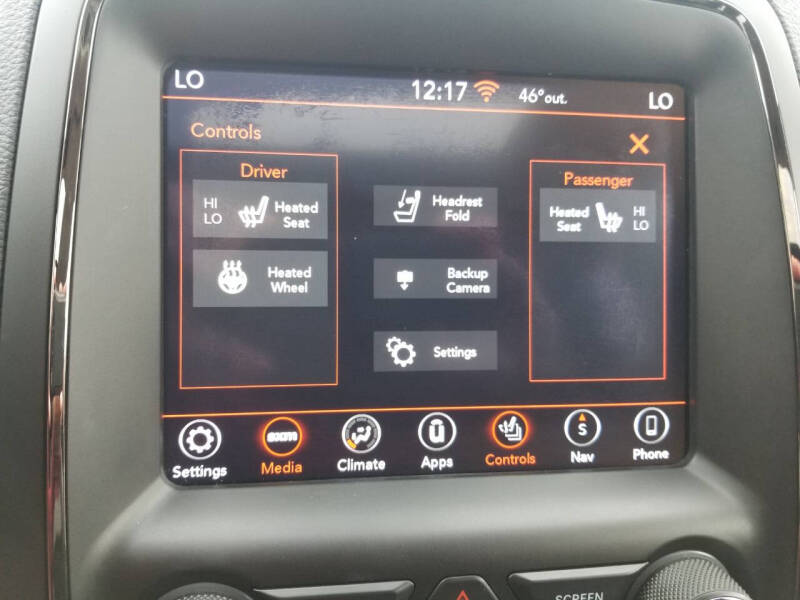 LO 12:17 46° out. LO
Controls
Driver
HI
LO
Heated
Seat
Heated
Wheel
Headrest
Fold
Backup
Camera
Settings
Passenger
Heated
Seat
HI
LO
Settings
sxm
Media
Climate
ü
Apps
Controls
S
Nav
Phone
SCREEN